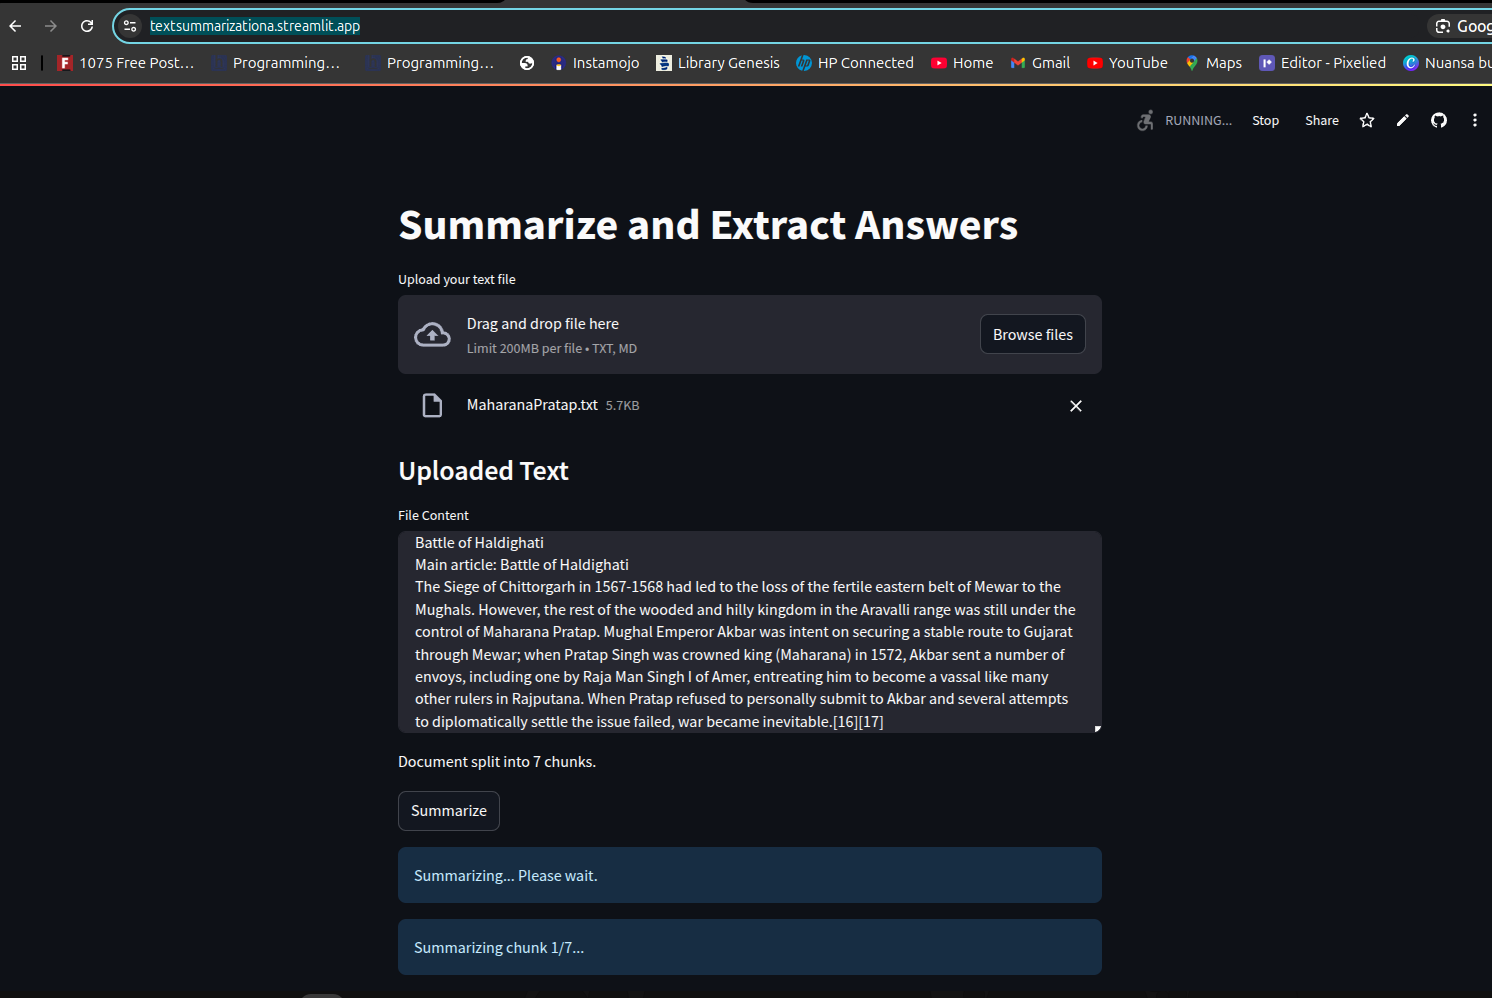 textsummarizationa.streamlit.app
Goog
1075 Free Post... Programming... Programming... Instamojo Library Genesis HP Connected Home Gmail YouTube Maps Editor - Pixelied Nuansa bu
RUNNING... Stop Share
Summarize and Extract Answers
Upload your text file
Drag and drop file here
Limit 200MB per file • TXT, MD
Browse files
MaharanaPratap.txt 5.7KB
Uploaded Text
File Content
Battle of Haldighati
Main article: Battle of Haldighati
The Siege of Chittorgarh in 1567-1568 had led to the loss of the fertile eastern belt of Mewar to the
Mughals. However, the rest of the wooded and hilly kingdom in the Aravalli range was still under the
control of Maharana Pratap. Mughal Emperor Akbar was intent on securing a stable route to Gujarat
through Mewar; when Pratap Singh was crowned king (Maharana) in 1572, Akbar sent a number of
envoys, including one by Raja Man Singh I of Amer, entreating him to become a vassal like many
other rulers in Rajputana. When Pratap refused to personally submit to Akbar and several attempts
to diplomatically settle the issue failed, war became inevitable.[16][17]
Document split into 7 chunks.
Summarize
Summarizing... Please wait.
Summarizing chunk 1/7...